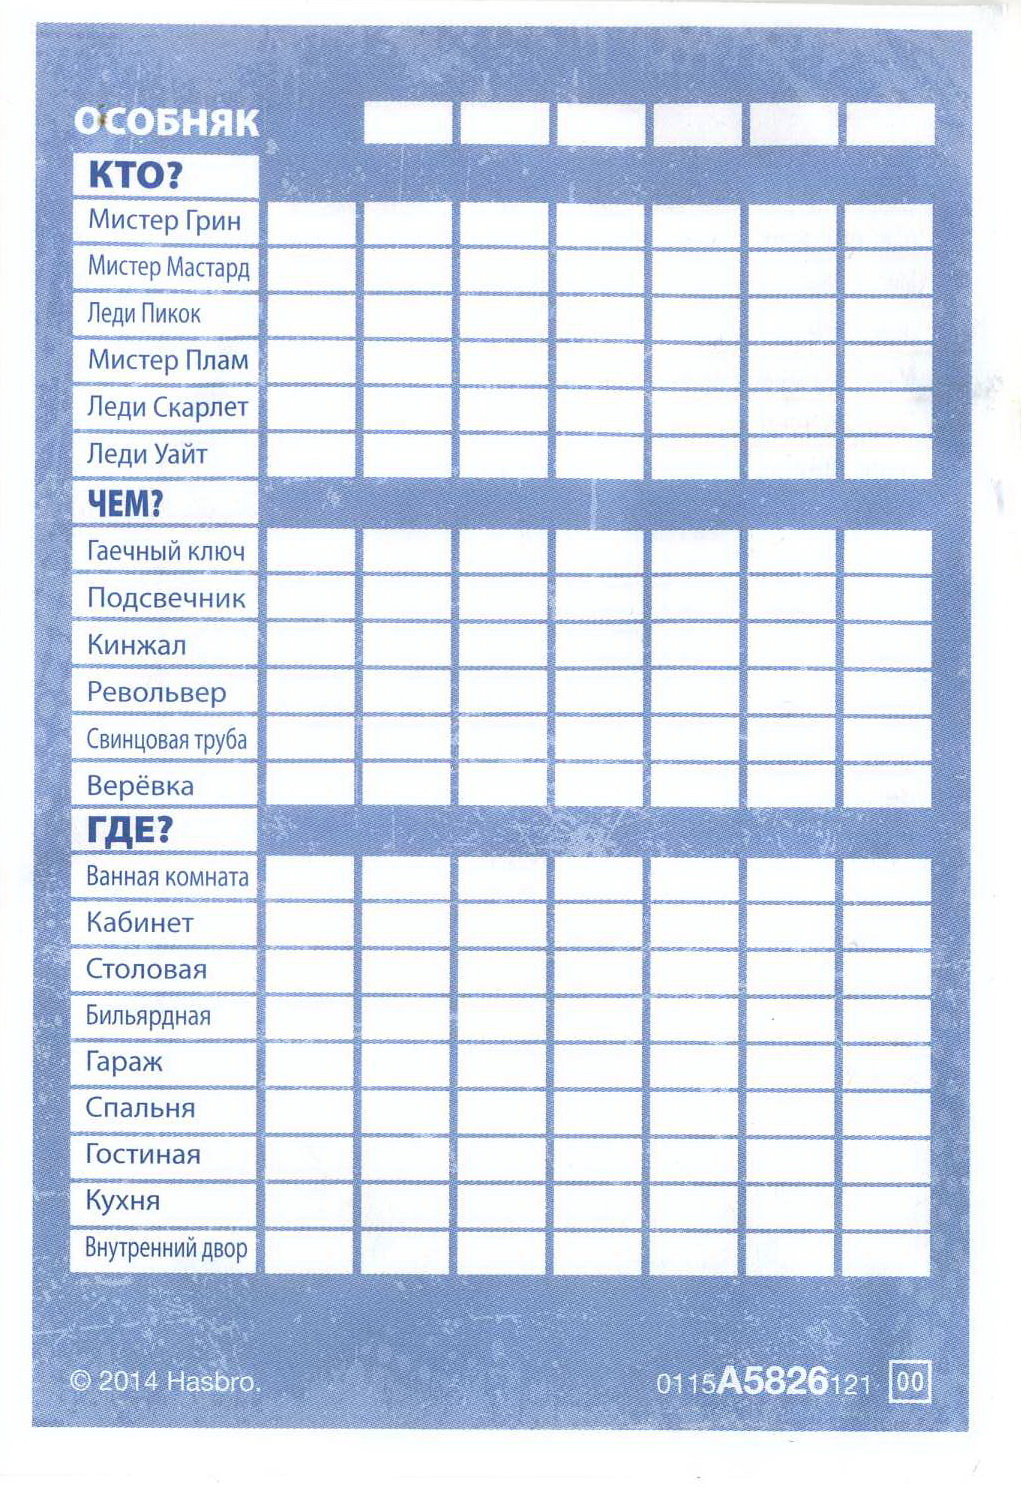 ОСОБНЯК
КТО?
Мистер Грин
Мистер Мастард
Леди Пикок
Мистер Плам
Леди Скарлет
Леди Уайт
ЧЕМ?
Гаечный ключ
Подсвечник
Кинжал
Револьвер
Свинцовая труба
Верёвка
ГДЕ?
Ванная комната
Кабинет
Столовая
Бильярдная
Гараж
Спальня
Гостиная
Кухня
Внутренний двор
© 2014 Hasbro. 0115A5826121 00